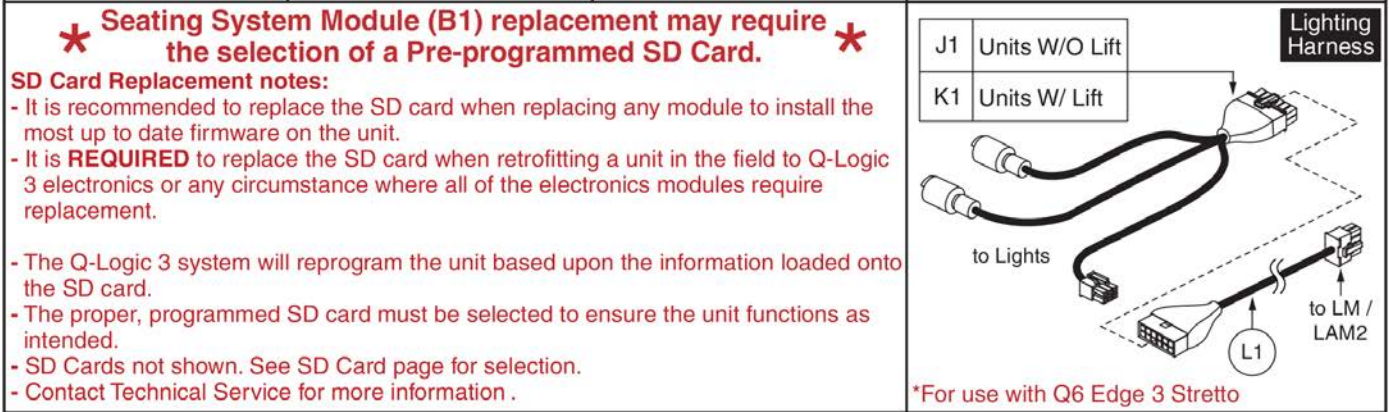 * Seating System Module (B1) replacement may require *
the selection of a Pre-programmed SD Card.
SD Card Replacement notes:
- It is recommended to replace the SD card when replacing any module to install the
most up to date firmware on the unit.
- It is REQUIRED to replace the SD card when retrofitting a unit in the field to Q-Logic
3 electronics or any circumstance where all of the electronics modules require
replacement.
- The Q-Logic 3 system will reprogram the unit based upon the information loaded onto
the SD card.
- The proper, programmed SD card must be selected to ensure the unit functions as
intended.
- SD Cards not shown. See SD Card page for selection.
- Contact Technical Service for more information .
Lighting
Harness
J1 Units W/O Lift
K1 Units W/ Lift
to Lights
to LM /
LAM2
L1
*For use with Q6 Edge 3 Stretto